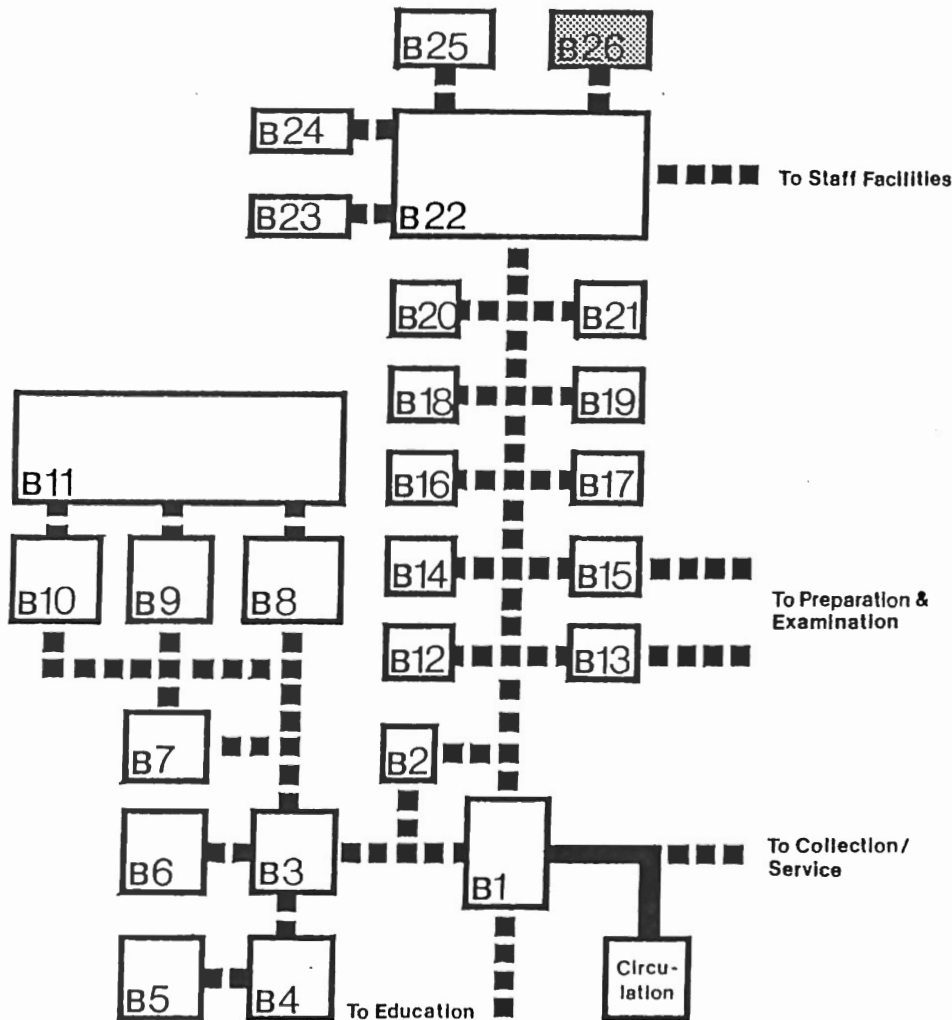 B25
B26
B24
To Staff Facilities
B23
B22
B20
B21
B18
B19
B11
B16
B17
B10
B9
B8
B14
B15
To Preparation &
Examination
B12
B13
B7
B2
B6
B3
B1
To Collection/
Service
B5
B4
To Education
Circu-
lation